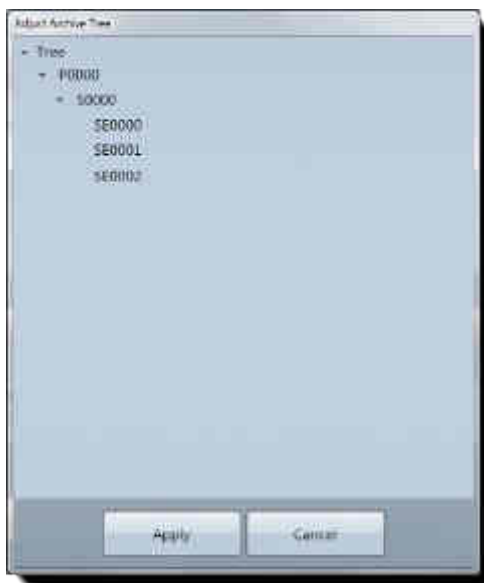 Adjust Archive Tree
Tree
P0000
S0000
SE0000
SE0001
SE0002
Apply
Cancel